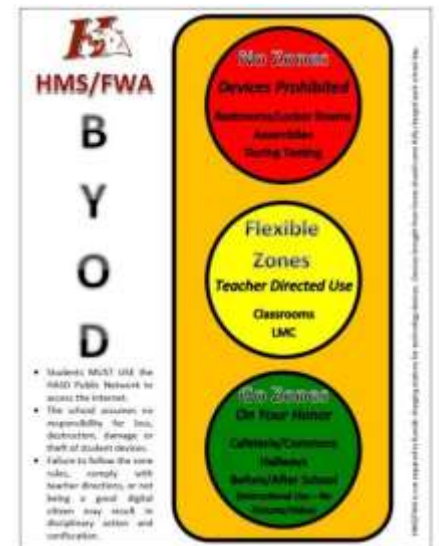 HMS/FWA
B
Y
O
D
• Students MUST USE the
HASD Public Network to
access the internet.
• The school assumes no
responsibility for loss,
destruction, damage or
theft of student devices.
• Failure to follow the zone
rules, comply with
teacher directions, or not
being a good digital
citizen may result in
disciplinary action and
confiscation.
No Zones
Devices Prohibited
Restrooms/Locker Rooms
Assemblies
During Testing
Flexible
Zones
Teacher Directed Use
Classrooms
LMC
No Zones
On Your Honor
Cafeteria/Commons
Hallways
Before/After School